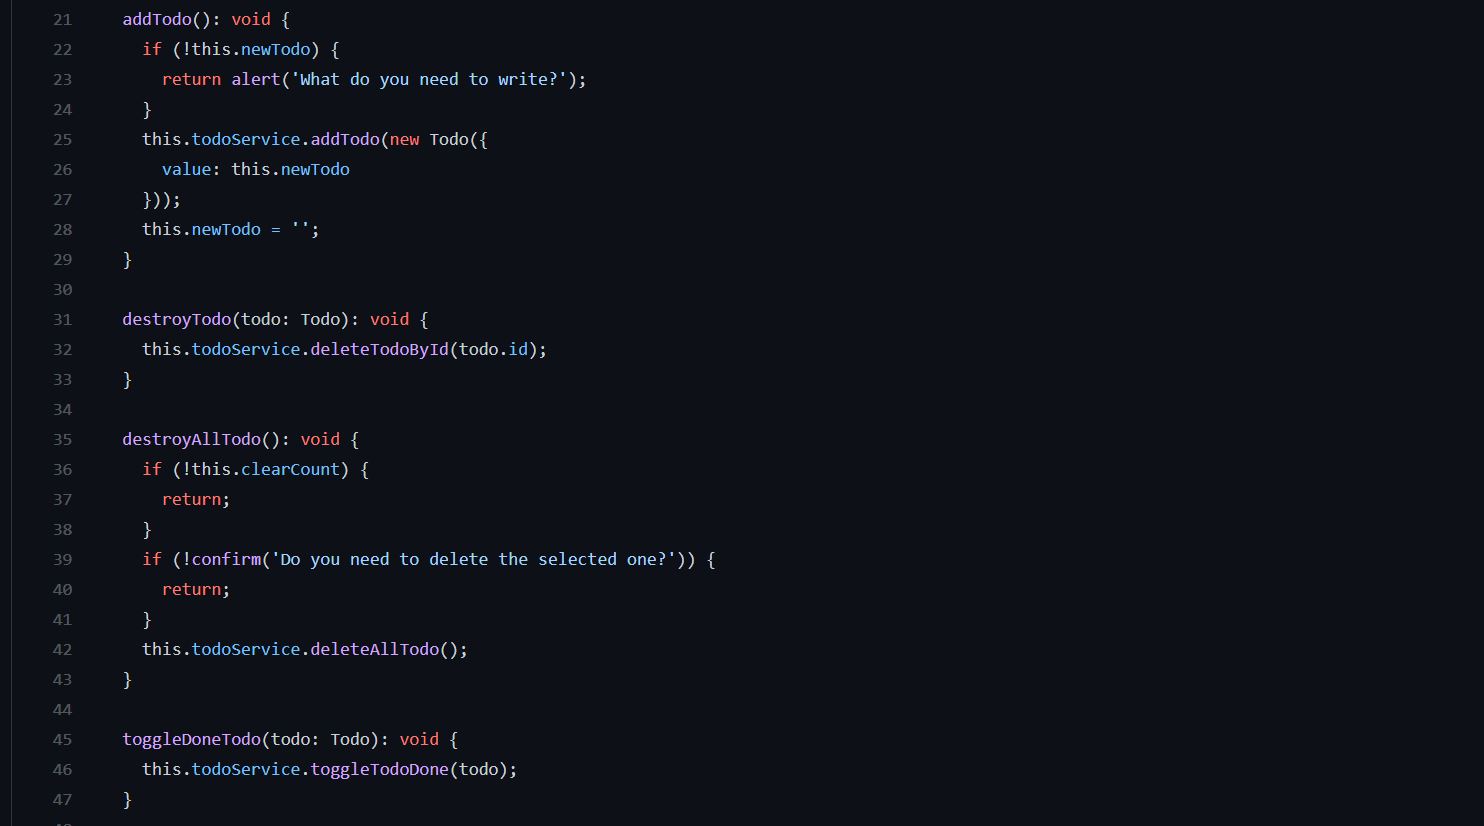 21 addTodo(): void {
22 if (!this.newTodo) {
23 return alert('What do you need to write?');
24 }
25 this.todoService.addTodo(new Todo({
26 value: this.newTodo
27 }));
28 this.newTodo = '';
29 }
30
31 destroyTodo(todo: Todo): void {
32 this.todoService.deleteTodoById(todo.id);
33 }
34
35 destroyAllTodo(): void {
36 if (!this.clearCount) {
37 return;
38 }
39 if (!confirm('Do you need to delete the selected one?')) {
40 return;
41 }
42 this.todoService.deleteAllTodo();
43 }
44
45 toggleDoneTodo(todo: Todo): void {
46 this.todoService.toggleTodoDone(todo);
47 }